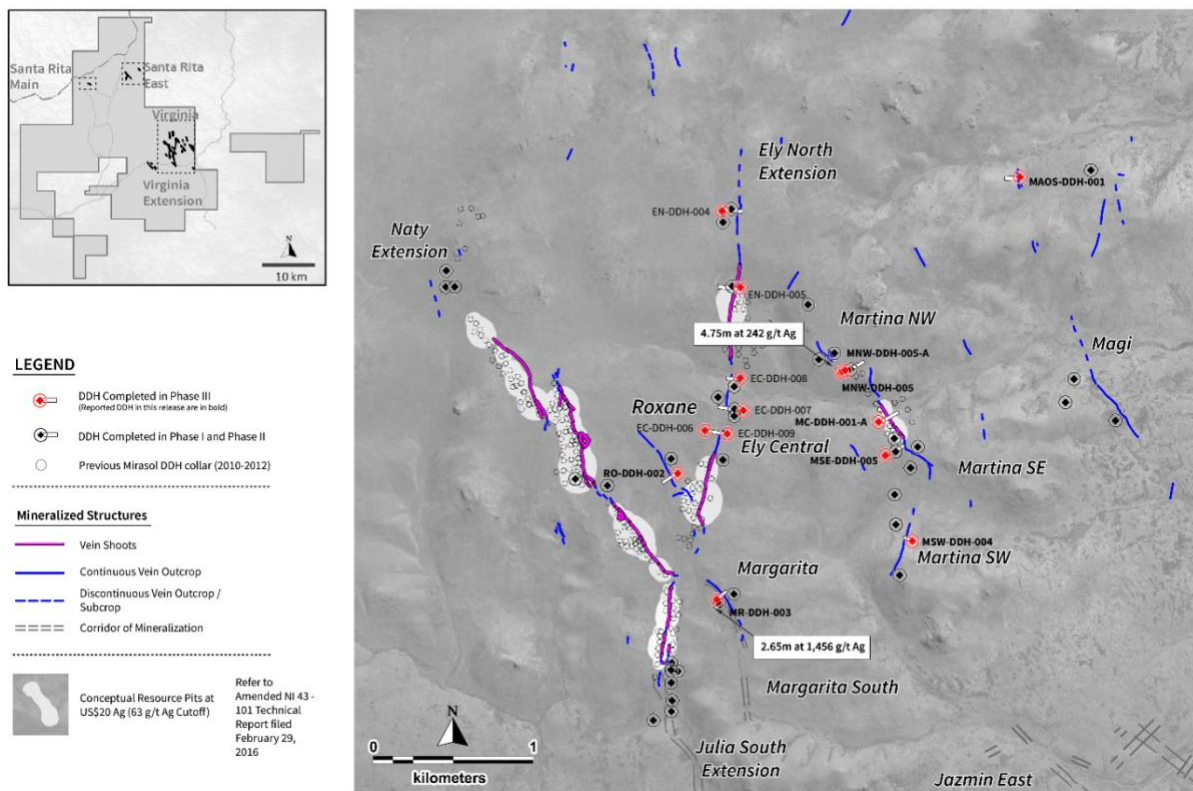 Santa Rita
Main
Santa Rita
East
Virginia
Virginia
Extension
N
10 km
LEGEND
DDH Completed in Phase III
(Reported DDH in this release are in bold)
DDH Completed in Phase I and Phase II
Previous Mirasol DDH collar (2010-2012)
Mineralized Structures
Vein Shoots
Continuous Vein Outcrop
Discontinuous Vein Outcrop /
Subcrop
Corridor of Mineralization
Conceptual Resource Pits at
US$20 Ag (63 g/t Ag Cutoff)
Refer to
Amended NI 43 -
101 Technical
Report filed
February 29,
2016
Ely North
Extension
MAOS-DDH-001
EN-DDH-004
Naty
Extension
EN-DDH-005
Martina NW
4.75m at 242 g/t Ag
Magi
MNW-DDH-005-A
MNW-DDH-005
EC-DDH-008
Roxane
EC-DDH-007
MC-DDH-001-A
EC-DDH-006
EC-DDH-009
Ely Central
MSE-DDH-005
Martina SE
RO-DDH-002
MSW-DDH-004
Martina SW
Margarita
MR-DDH-003
2.65m at 1,456 g/t Ag
Margarita South
N
0
1
kilometers
Julia South
Extension
Jazmin East